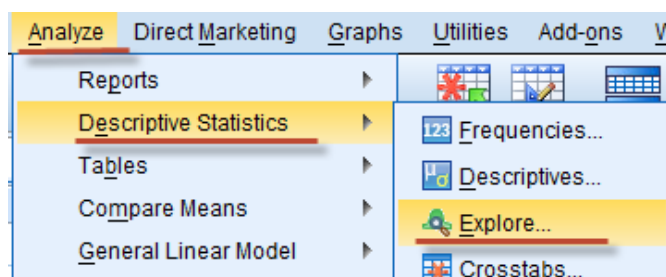 Analyze Direct Marketing Graphs Utilities Add-ons
Reports
Descriptive Statistics
Tables
Compare Means
General Linear Model
123 Frequencies...
Descriptives...
Explore...
Crosstabs...